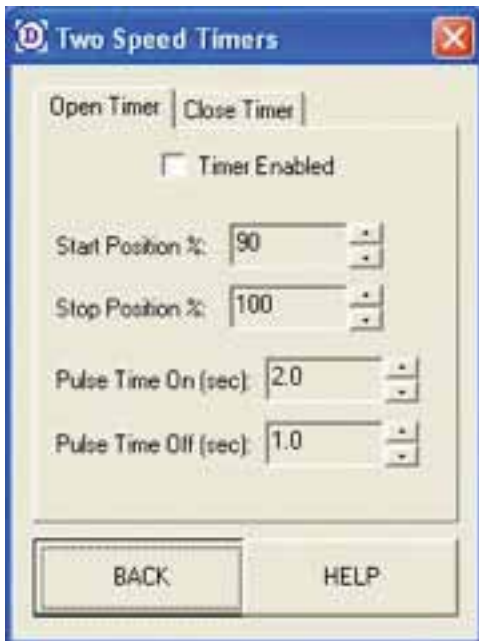 D Two Speed Timers
Open Timer Close Timer
Timer Enabled
Start Position %: 90
Stop Position %: 100
Pulse Time On (sec): 2.0
Pulse Time Off (sec): 1.0
BACK HELP